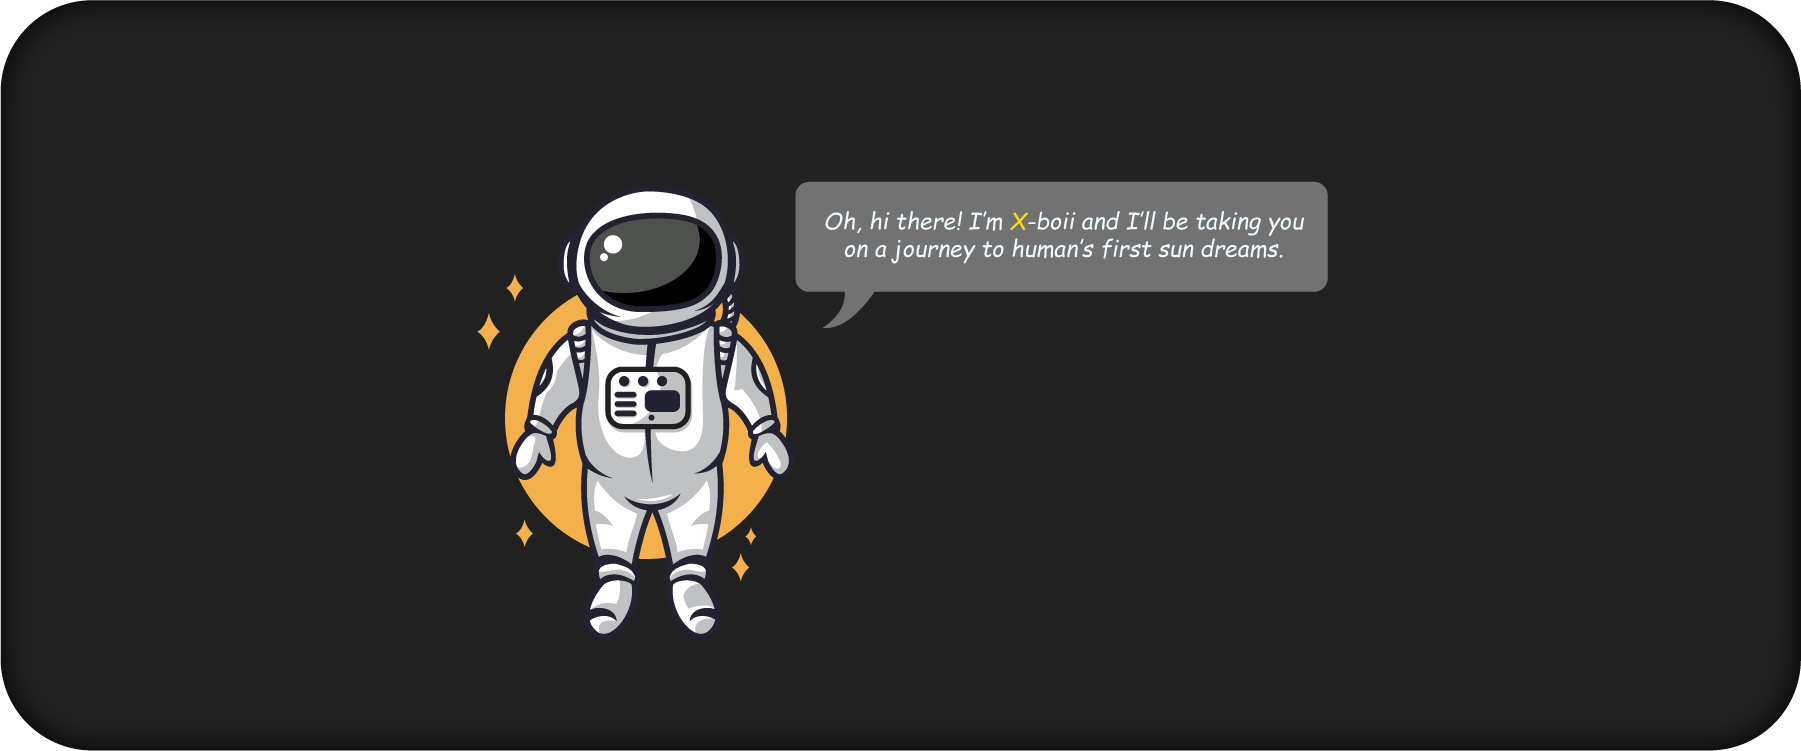 Oh, hi there! I'm X-boii and I'll be taking you
on a journey to human's first sun dreams.